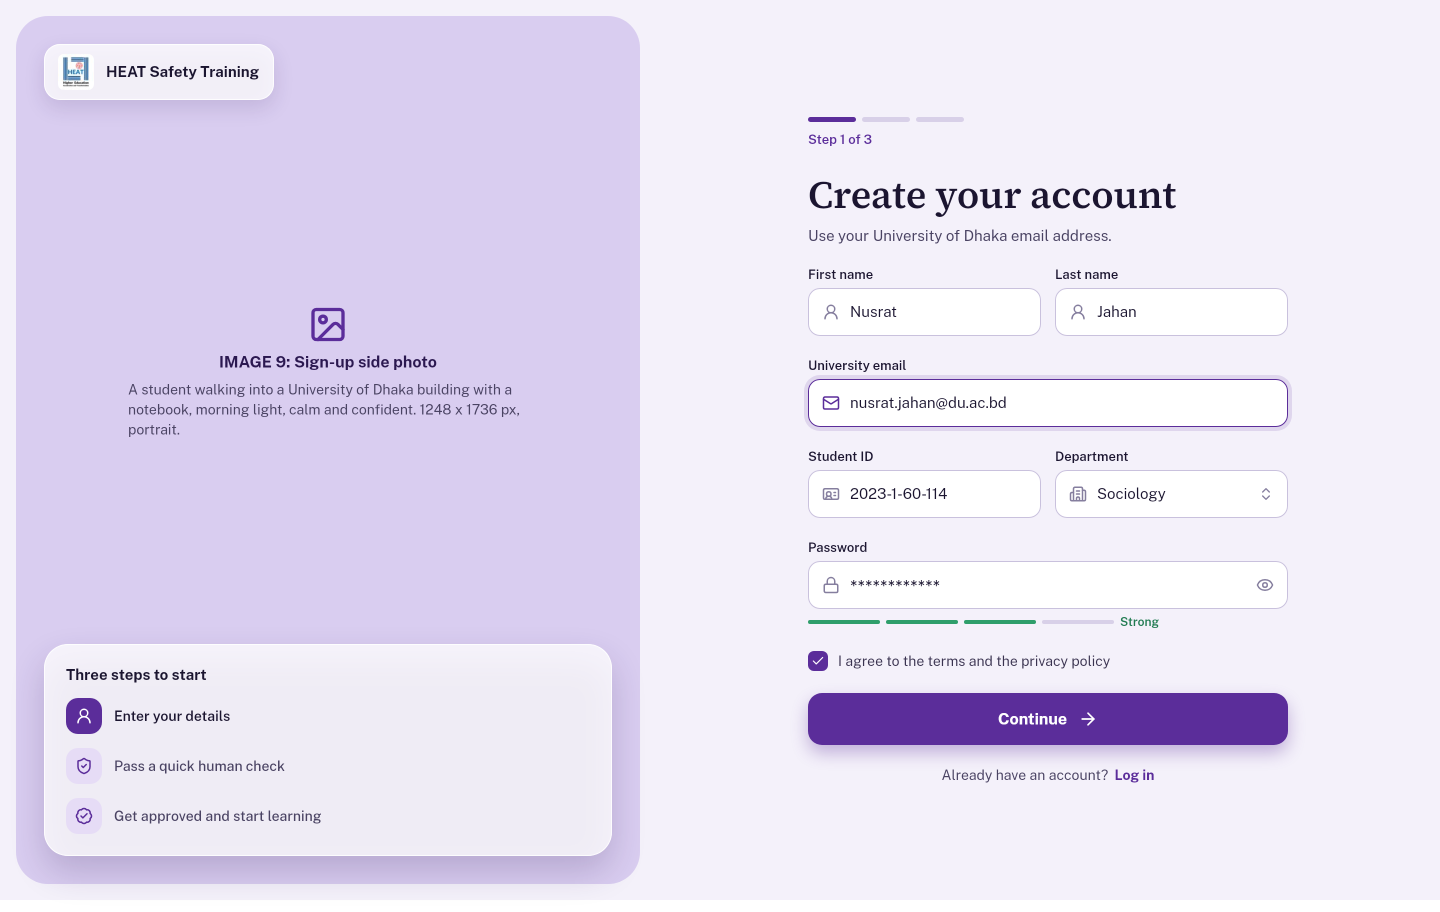 HEAT
HEAT Safety Training
IMAGE 9: Sign-up side photo
A student walking into a University of Dhaka building with a
notebook, morning light, calm and confident. 1248 x 1736 px,
portrait.
Three steps to start
Enter your details
Pass a quick human check
Get approved and start learning
Step 1 of 3
Create your account
Use your University of Dhaka email address.
First name
Last name
Nusrat
Jahan
University email
nusrat.jahan@du.ac.bd
Student ID
Department
2023-1-60-114
Sociology
Password
************
Strong
I agree to the terms and the privacy policy
Continue
Already have an account? Log in